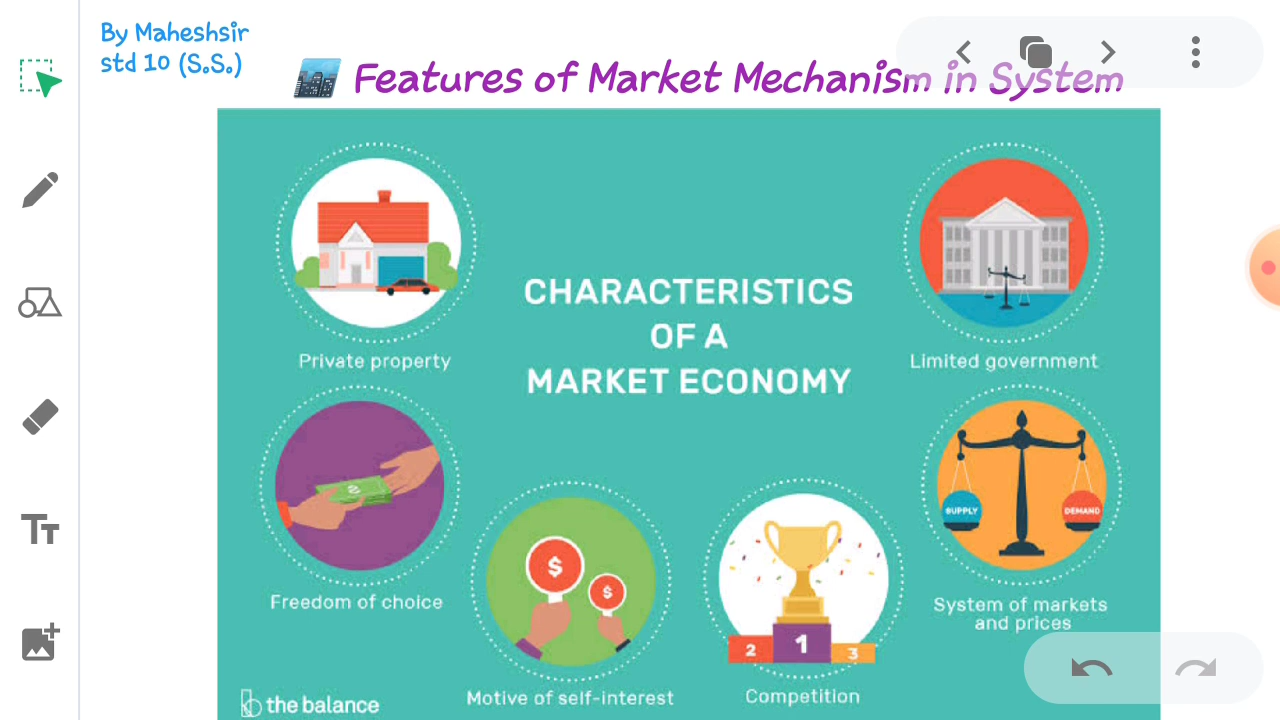 By Maheshsir
std 10 (S.S.)
Features of Market Mechanism in System
CHARACTERISTICS
OF A
MARKET ECONOMY
Private property
Limited government
$
Freedom of choice
SUPPLY
DEMAND
System of markets
and prices
$
$
Motive of self-interest
2
1
3
Competition
the balance
TT